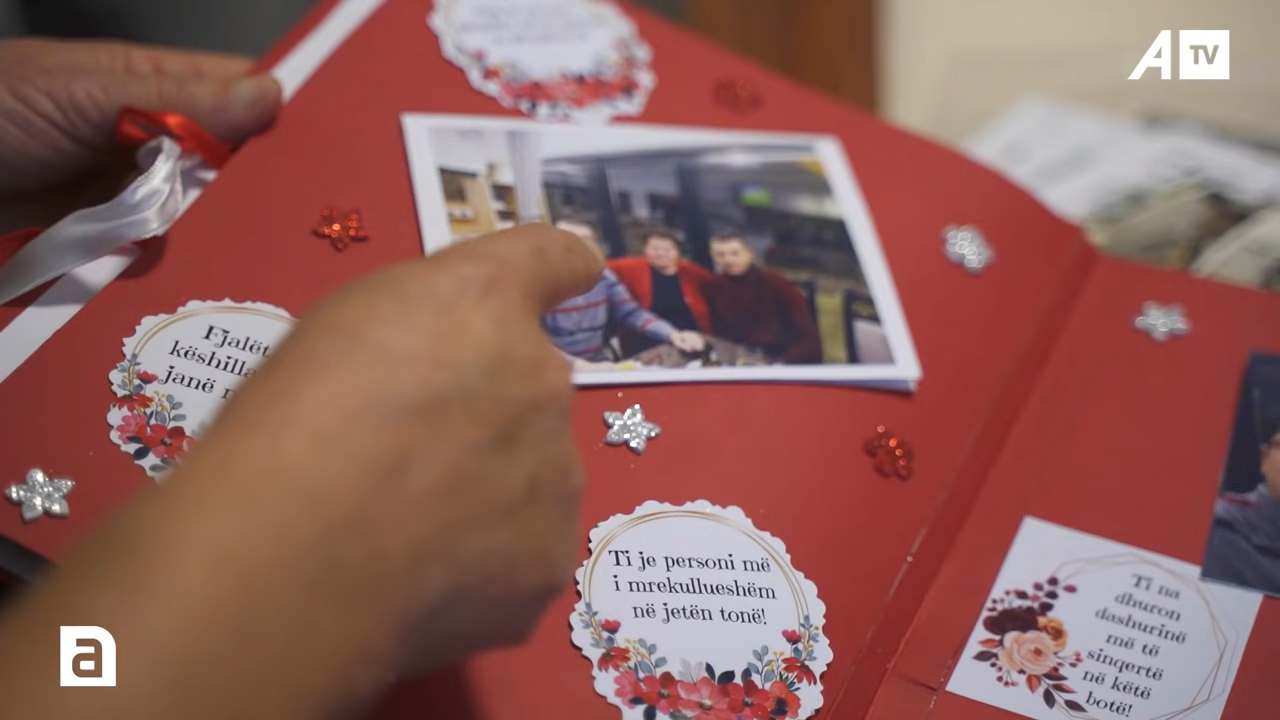 A TV
Fjalët
këshilla
janë
Ti je personi më
i mrekullueshëm
në jetën tonë!
Ti na
dhuron
dashurinë
më të
sinqertë
në këtë
botë!
a